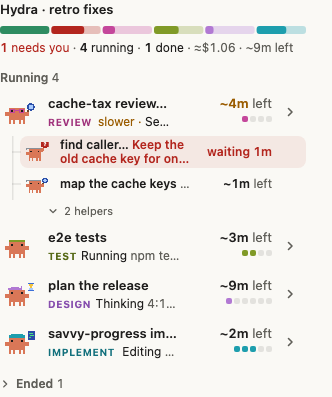 Hydra · retro fixes
1 needs you · 4 running · 1 done · ≈$1.06 · ~9m left
Running 4
cache-tax review... ~4m left
REVIEW slower · Se...
find caller... Keep the
old cache key for on... waiting 1m
map the cache keys ... ~1m left
2 helpers
e2e tests ~3m left
TEST Running npm te...
plan the release ~9m left
DESIGN Thinking 4:1...
savvy-progress im... ~2m left
IMPLEMENT Editing ...
Ended 1